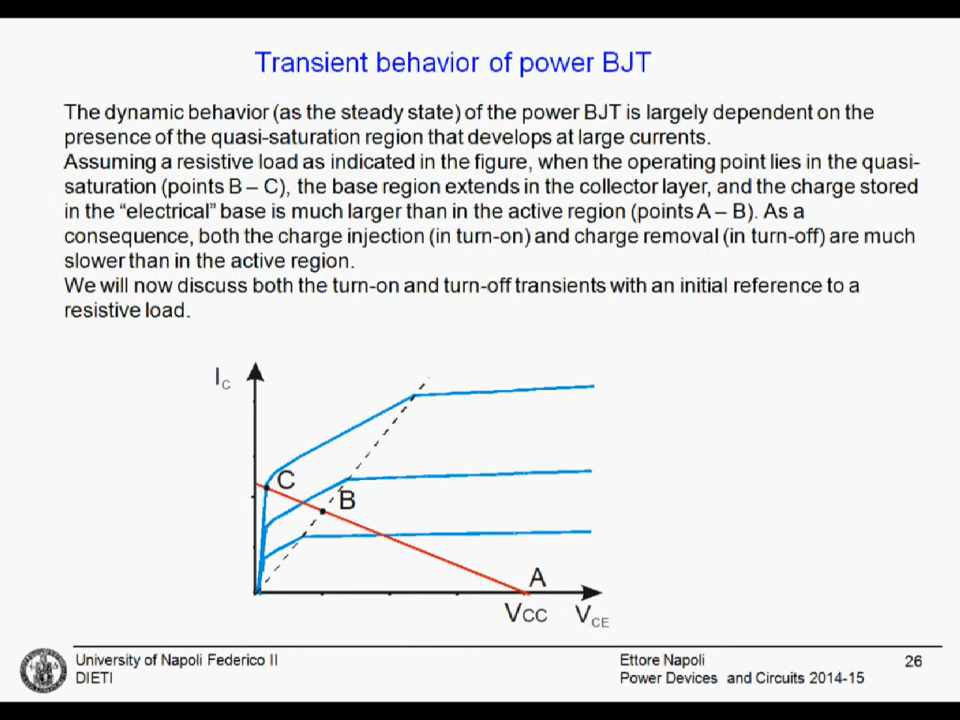 Transient behavior of power BJT
The dynamic behavior (as the steady state) of the power BJT is largely dependent on the
presence of the quasi-saturation region that develops at large currents.
Assuming a resistive load as indicated in the figure, when the operating point lies in the quasi-
saturation (points B – C), the base region extends in the collector layer, and the charge stored
in the “electrical” base is much larger than in the active region (points A – B). As a
consequence, both the charge injection (in turn-on) and charge removal (in turn-off) are much
slower than in the active region.
We will now discuss both the turn-on and turn-off transients with an initial reference to a
resistive load.
IC
C
B
A
VCC
VCE
University of Napoli Federico II
DIETI
Ettore Napoli
Power Devices and Circuits 2014-15
26